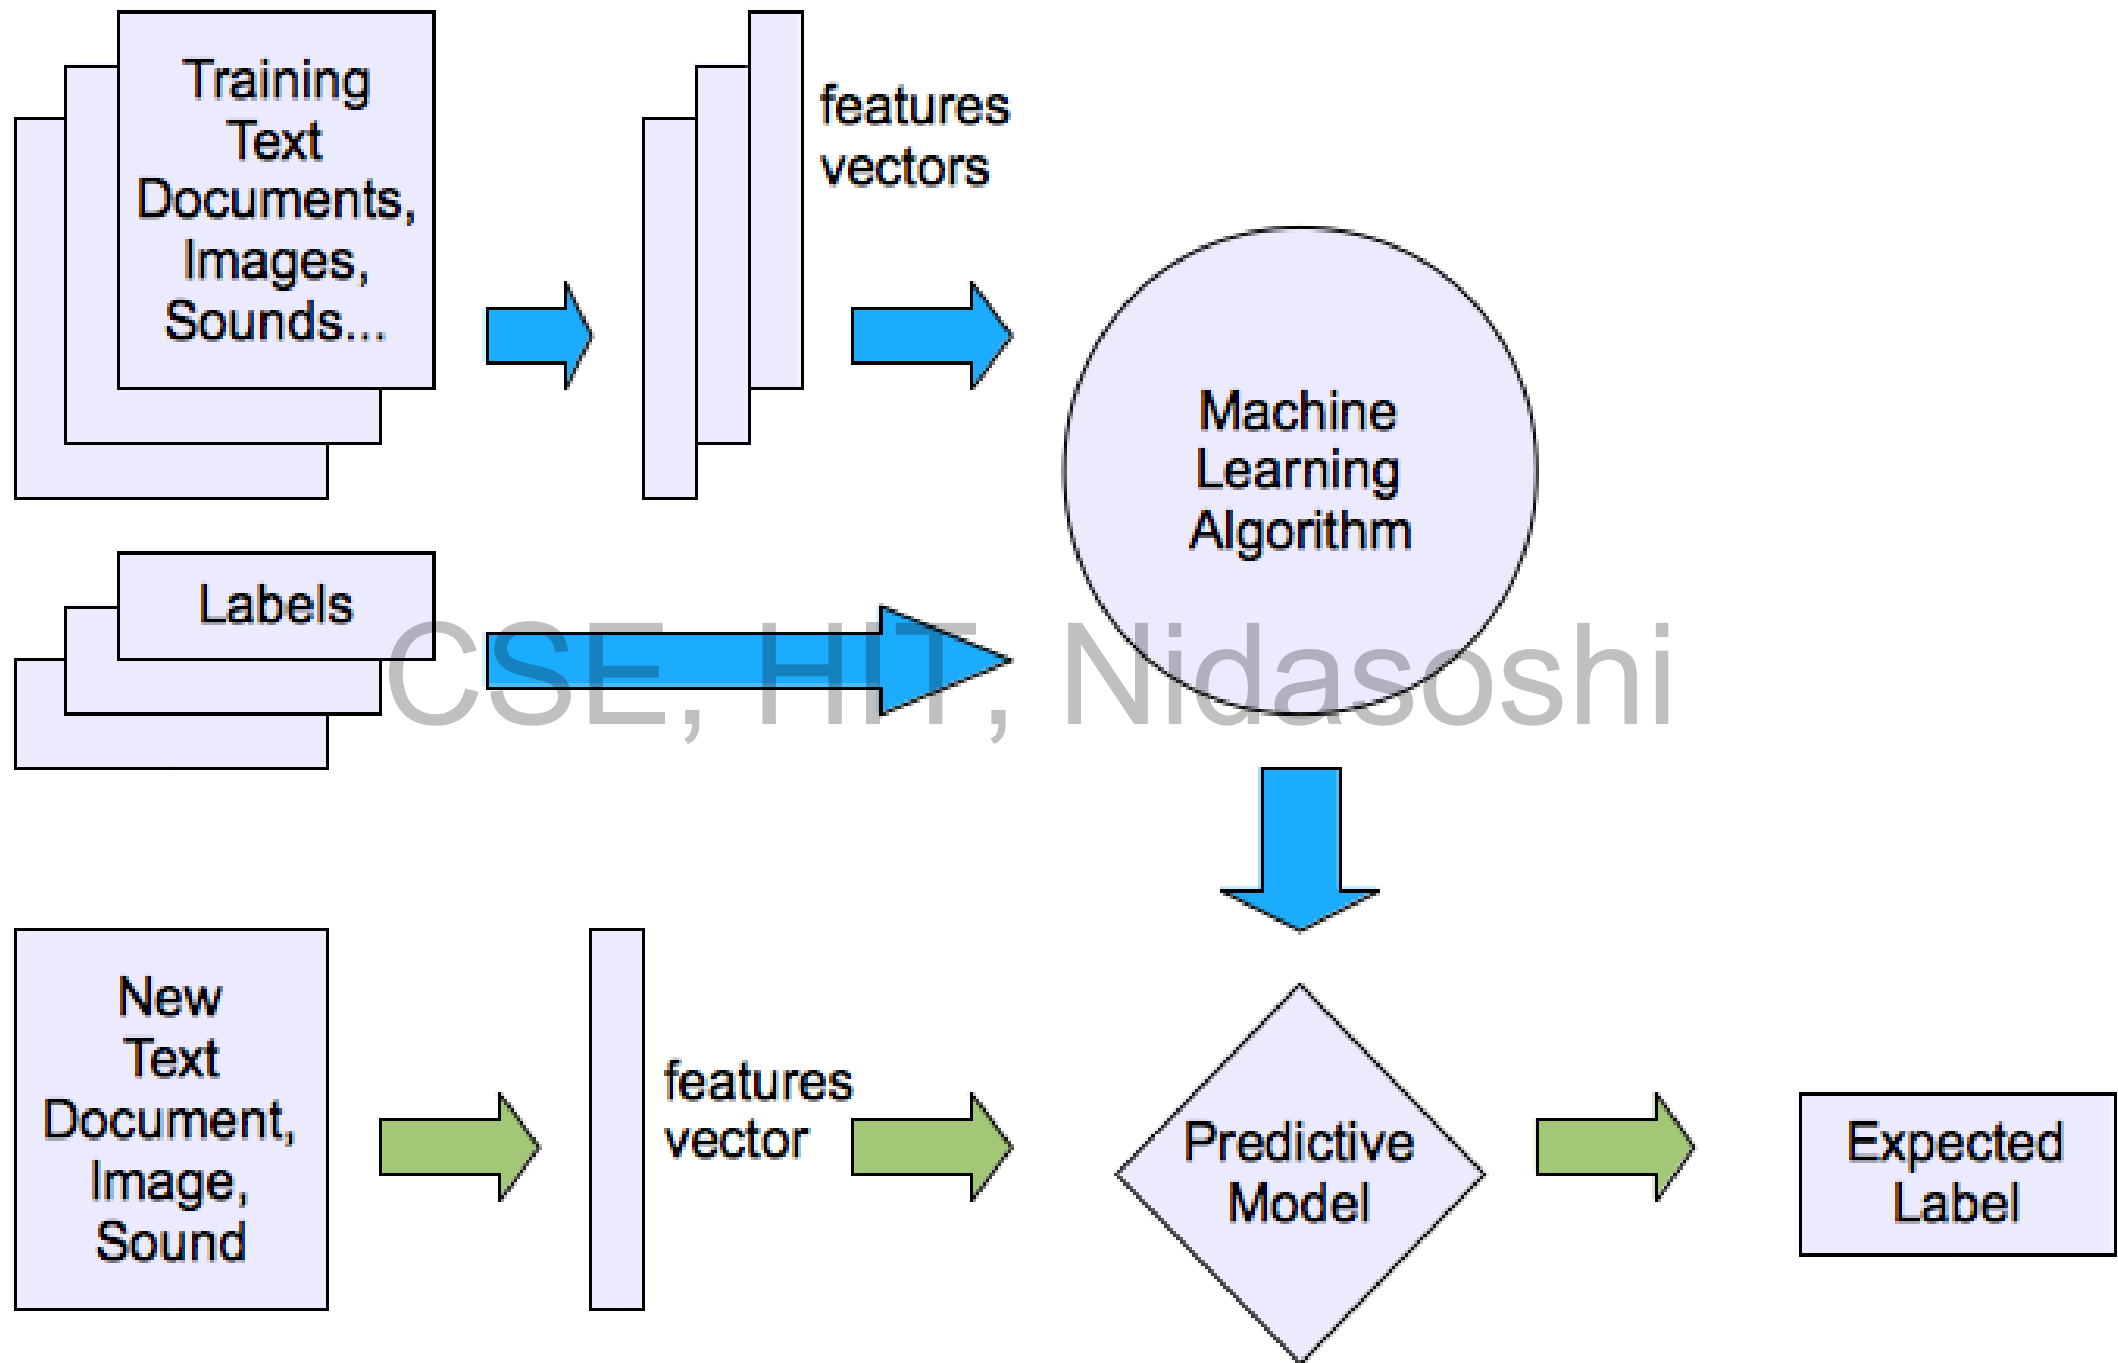 Training
Text
Documents,
Images,
Sounds...
features
vectors
Machine
Learning
Algorithm
Labels
CSE, HIT, Nidasoshi
New
Text
Document,
Image,
Sound
features
vector
Predictive
Model
Expected
Label